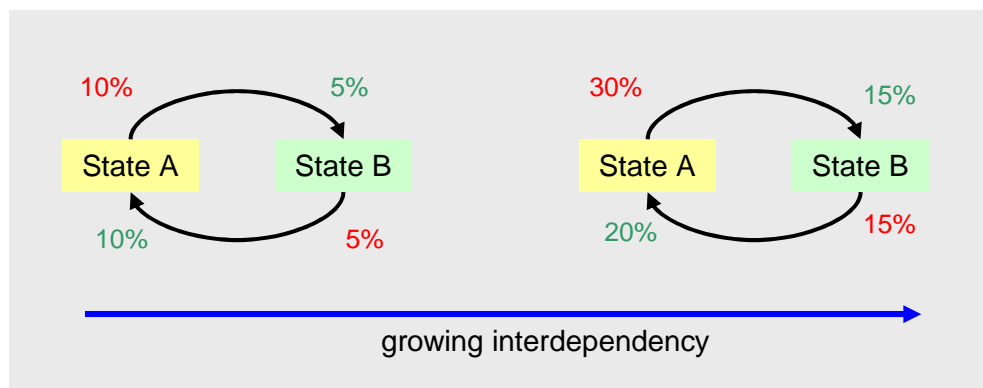 10% 5% 30% 15%
State A State B State A State B
10% 5% 20% 15%
growing interdependency